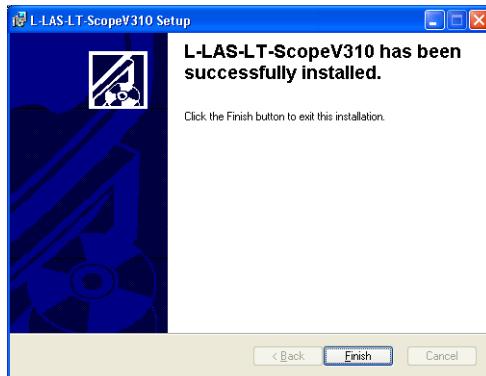 L-LAS-LT-ScopeV310 Setup
L-LAS-LT-ScopeV310 has been
successfully installed.
Click the Finish button to exit this installation.
< Back
Finish
Cancel